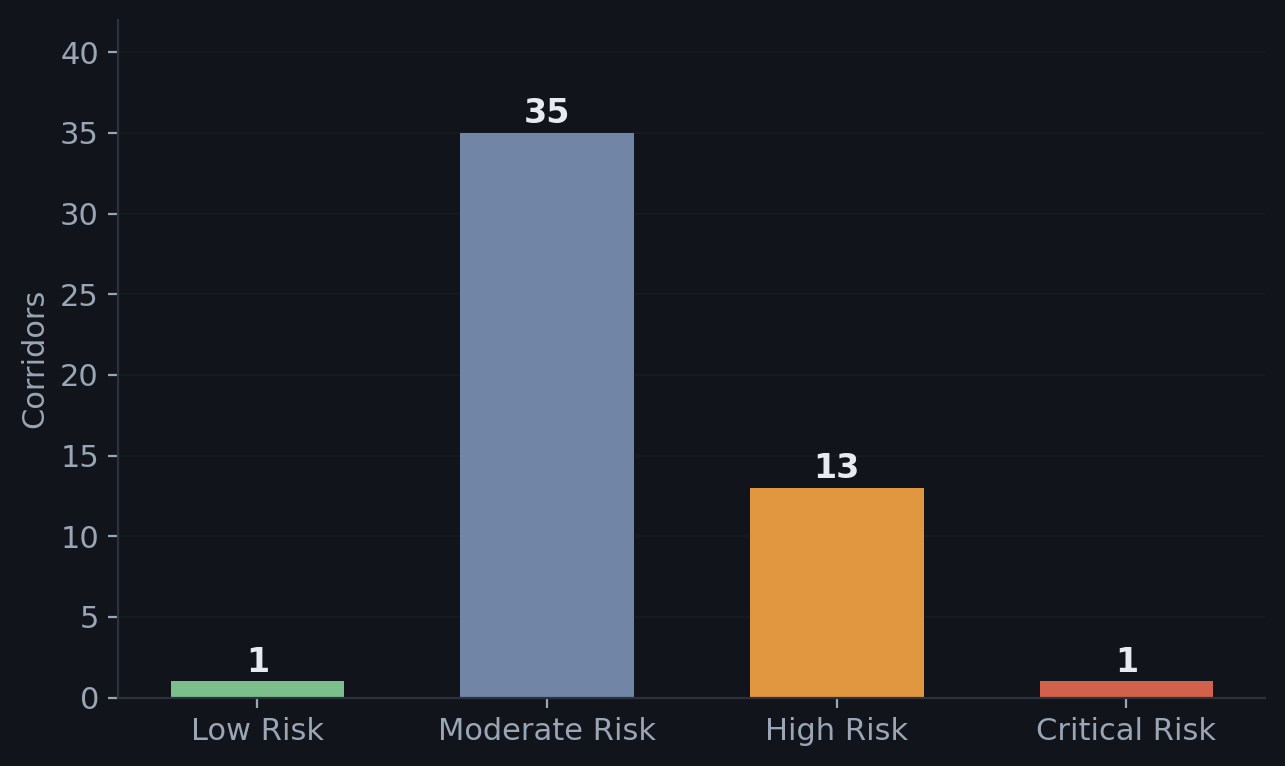 40
35
30
25
20
15
10
5
0
Corridors
1
35
13
1
Low Risk
Moderate Risk
High Risk
Critical Risk